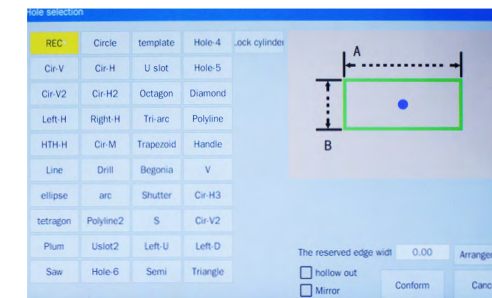 Hole selection
REC Circle template Hole-4 Lock cylinder
Cir-V Cir-H U slot Hole-5
Cir-V2 Cir-H2 Octagon Diamond
Left-H Right-H Tri-arc Polyline
HTH-H Cir-M Trapezoid Handle
Line Drill Begonia V
ellipse arc Shutter Cir-H3
tetragon Polyline2 S Cir-V2
Plum Uslot2 Left-U Left-D
Saw Hole-6 Semi Triangle
A
B
The reserved edge widt 0.00 Arrange
hollow out
Mirror
Conform Canc